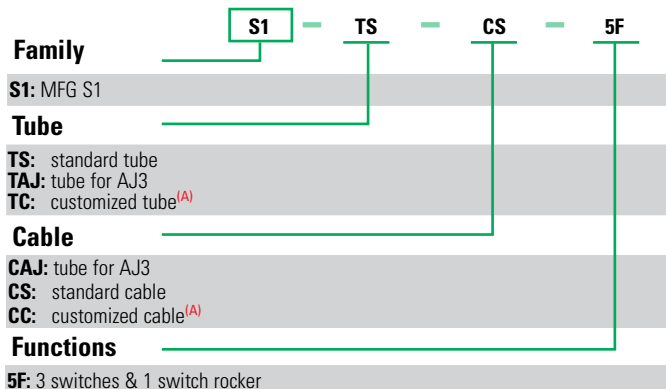 S1 – TS – CS – 5F
Family
S1: MFG S1
Tube
TS: standard tube
TAJ: tube for AJ3
TC: customized tube(A)
Cable
CAJ: tube for AJ3
CS: standard cable
CC: customized cable(A)
Functions
5F: 3 switches & 1 switch rocker